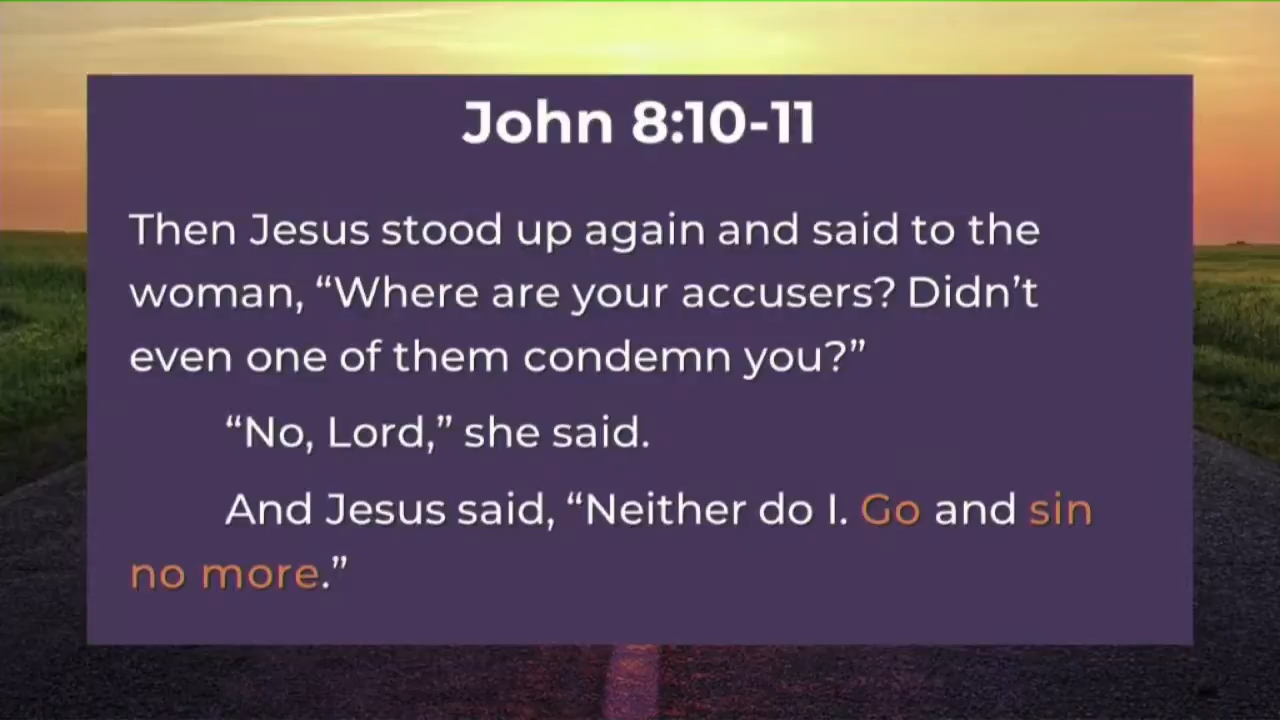 John 8:10-11
Then Jesus stood up again and said to the
woman, “Where are your accusers? Didn’t
even one of them condemn you?”
“No, Lord,” she said.
And Jesus said, “Neither do I. Go and sin
no more.”